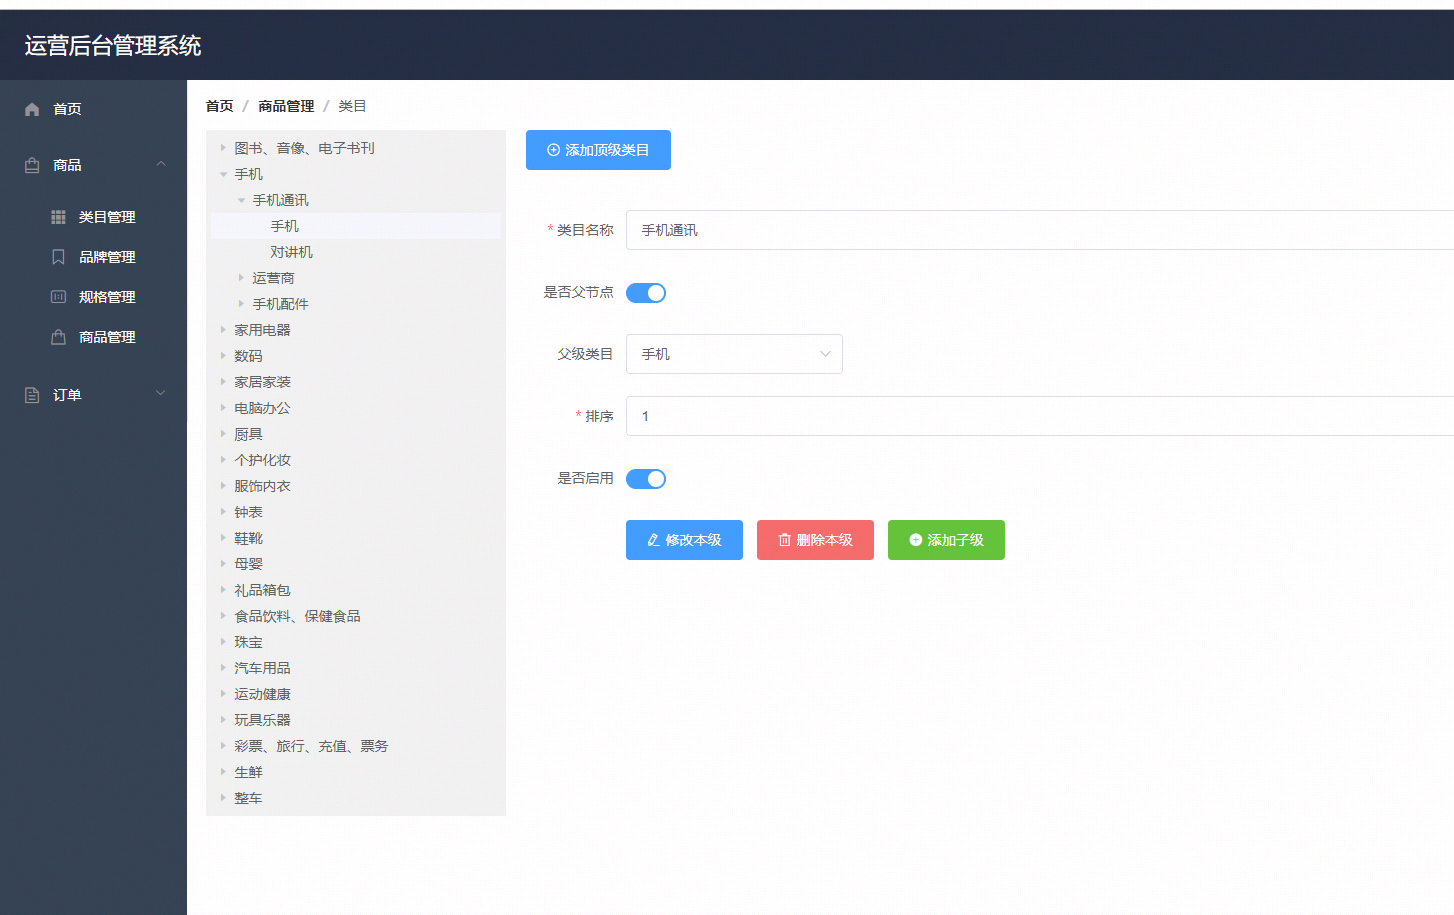 运营后台管理系统
首页
商品
类目管理
品牌管理
规格管理
商品管理
订单
首页 / 商品管理 / 类目
图书、音像、电子书刊
手机
手机通讯
手机
对讲机
运营商
手机配件
家用电器
数码
家居家装
电脑办公
厨具
个护化妆
服饰内衣
钟表
鞋靴
母婴
礼品箱包
食品饮料、保健食品
珠宝
汽车用品
运动健康
玩具乐器
彩票、旅行、充值、票务
生鲜
整车
添加顶级类目
* 类目名称 手机通讯
是否父节点
父级类目 手机
* 排序 1
是否启用
修改本级 删除本级 添加子级